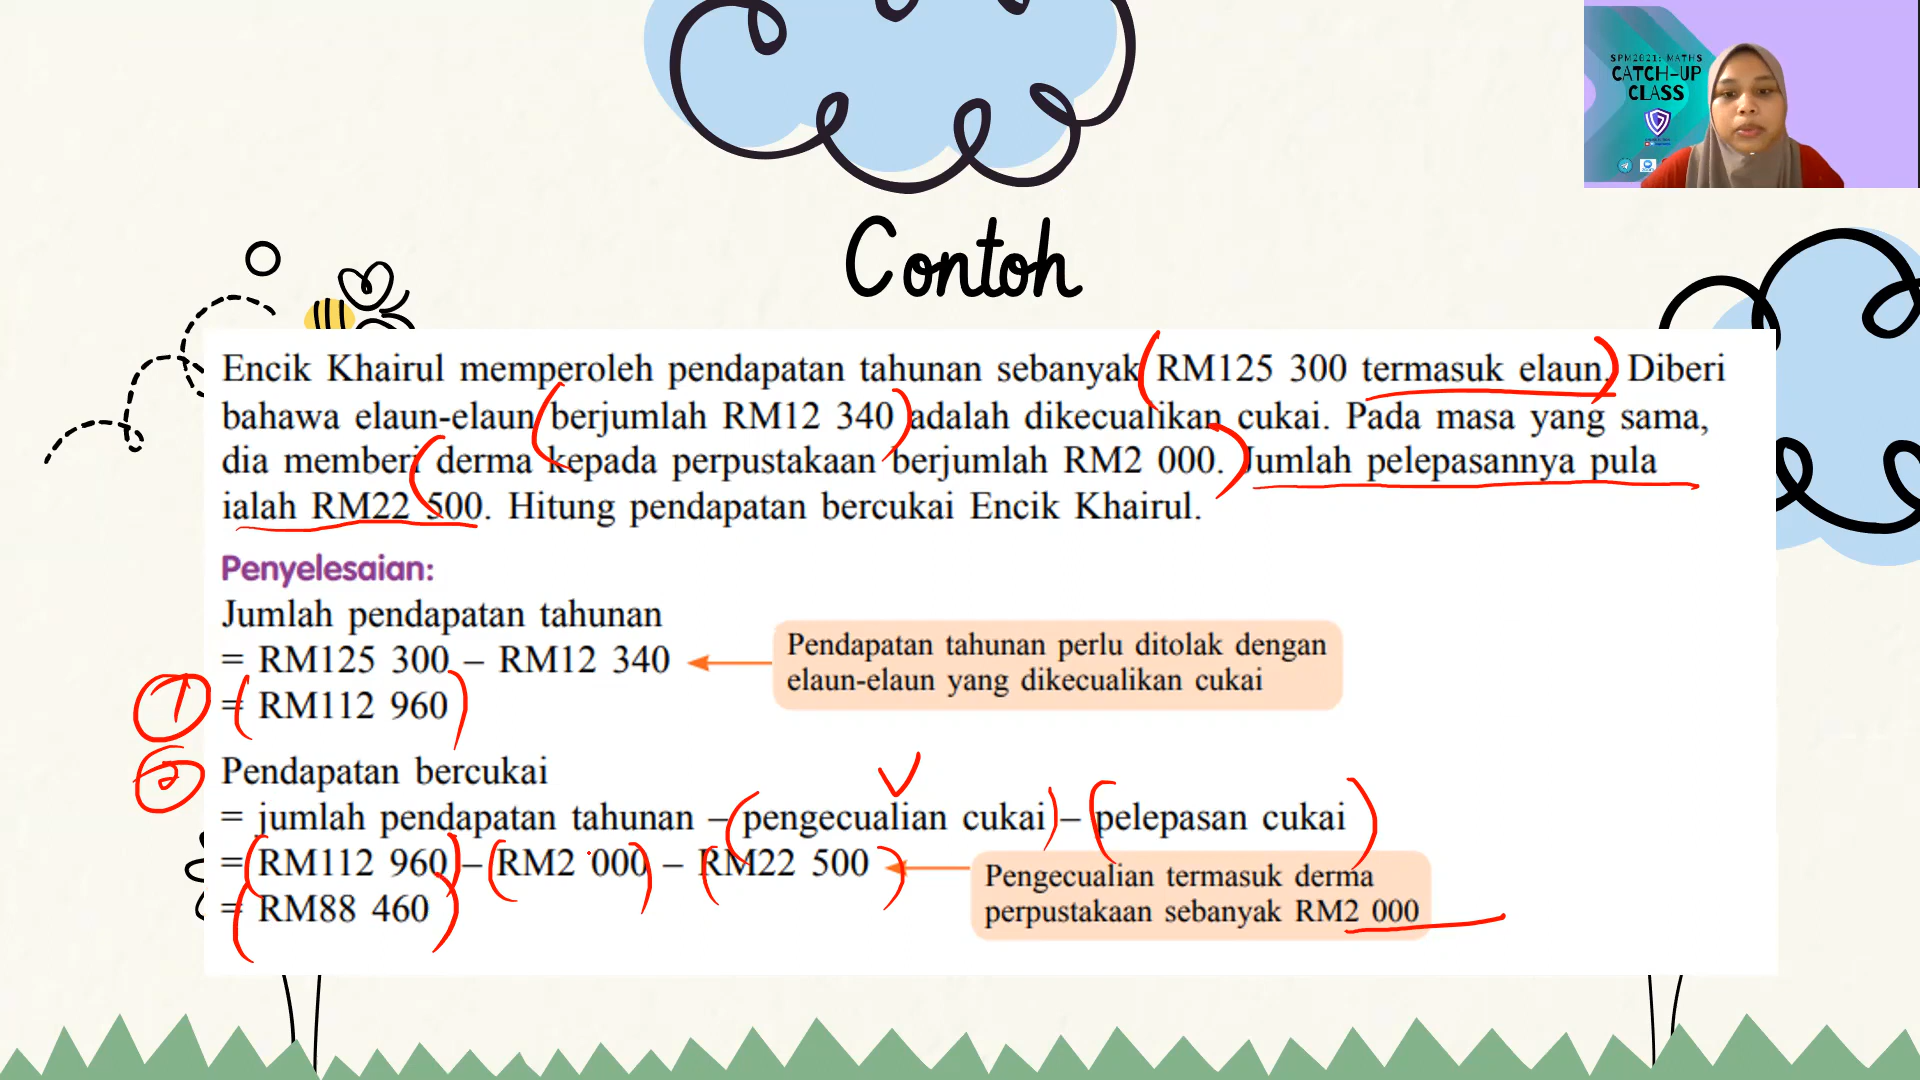 SPM2021: MATHS
CATCH-UP
CLASS
Contoh
Encik Khairul memperoleh pendapatan tahunan sebanyak RM125 300 termasuk elaun. Diberi
bahawa elaun-elaun berjumlah RM12 340 adalah dikecualikan cukai. Pada masa yang sama,
dia memberi derma kepada perpustakaan berjumlah RM2 000. Jumlah pelepasannya pula
ialah RM22 500. Hitung pendapatan bercukai Encik Khairul.
Penyelesaian:
Jumlah pendapatan tahunan
= RM125 300 – RM12 340
Pendapatan tahunan perlu ditolak dengan
elaun-elaun yang dikecualikan cukai
1
= RM112 960
2
Pendapatan bercukai
= jumlah pendapatan tahunan – pengecualian cukai – pelepasan cukai
= RM112 960 – RM2 000 – RM22 500
Pengecualian termasuk derma
perpustakaan sebanyak RM2 000
= RM88 460